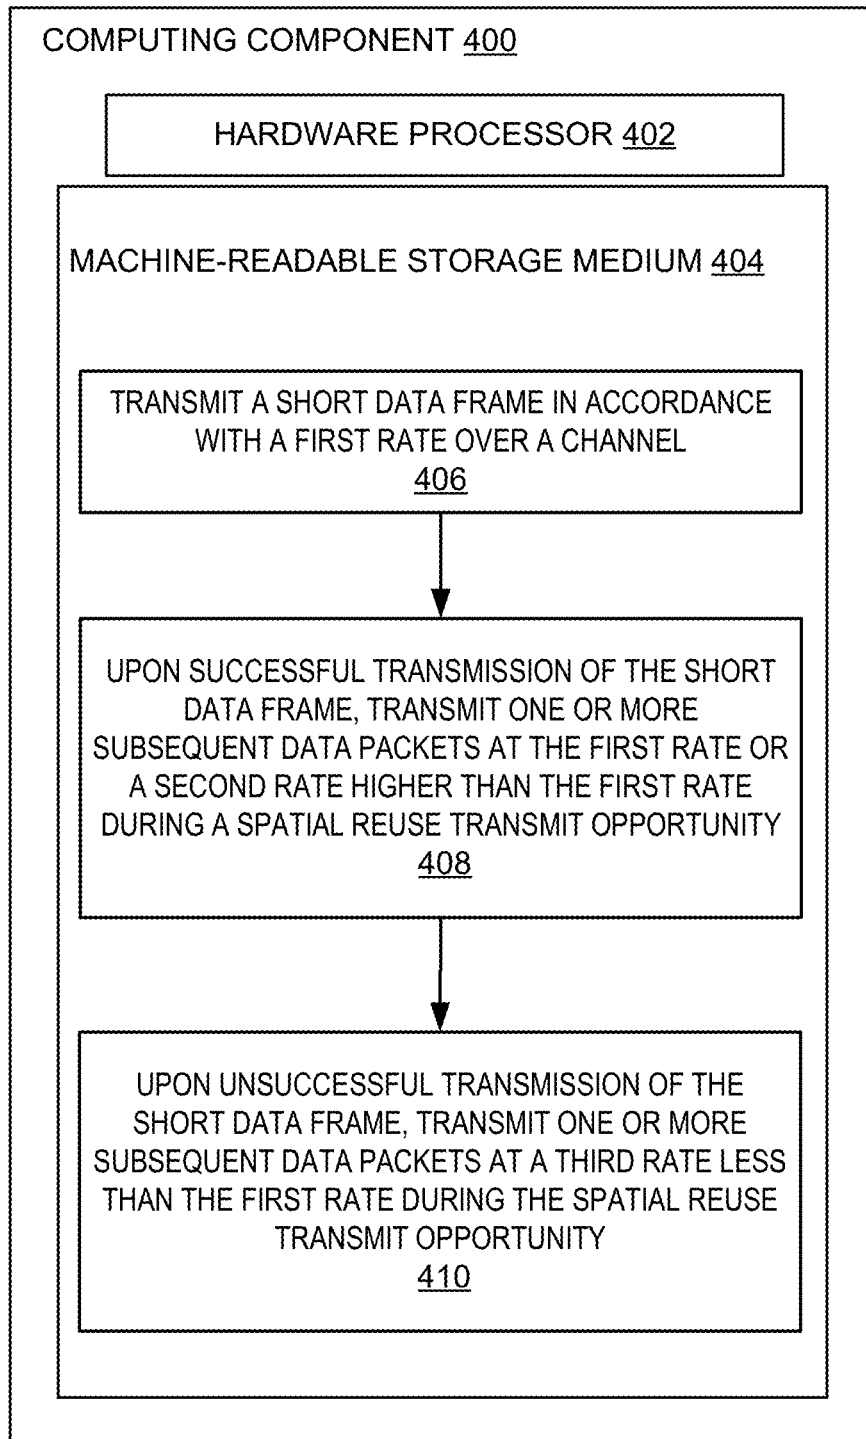 COMPUTING COMPONENT 400
HARDWARE PROCESSOR 402
MACHINE-READABLE STORAGE MEDIUM 404
TRANSMIT A SHORT DATA FRAME IN ACCORDANCE
WITH A FIRST RATE OVER A CHANNEL
406
UPON SUCCESSFUL TRANSMISSION OF THE SHORT
DATA FRAME, TRANSMIT ONE OR MORE
SUBSEQUENT DATA PACKETS AT THE FIRST RATE OR
A SECOND RATE HIGHER THAN THE FIRST RATE
DURING A SPATIAL REUSE TRANSMIT OPPORTUNITY
408
UPON UNSUCCESSFUL TRANSMISSION OF THE
SHORT DATA FRAME, TRANSMIT ONE OR MORE
SUBSEQUENT DATA PACKETS AT A THIRD RATE LESS
THAN THE FIRST RATE DURING THE SPATIAL REUSE
TRANSMIT OPPORTUNITY
410